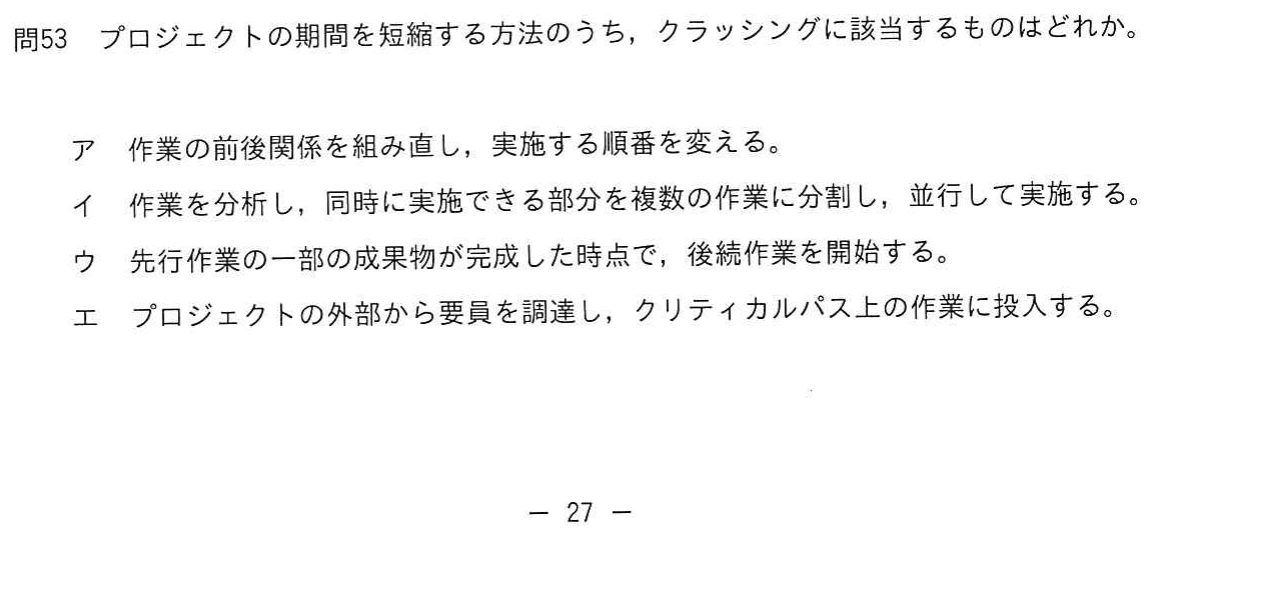 問53 プロジェクトの期間を短縮する方法のうち，クラッシングに該当するものはどれか。
ア 作業の前後関係を組み直し，実施する順番を変える。
イ 作業を分析し，同時に実施できる部分を複数の作業に分割し，並行して実施する。
ウ 先行作業の一部の成果物が完成した時点で，後続作業を開始する。
エ プロジェクトの外部から要員を調達し，クリティカルパス上の作業に投入する。
― 27 ―